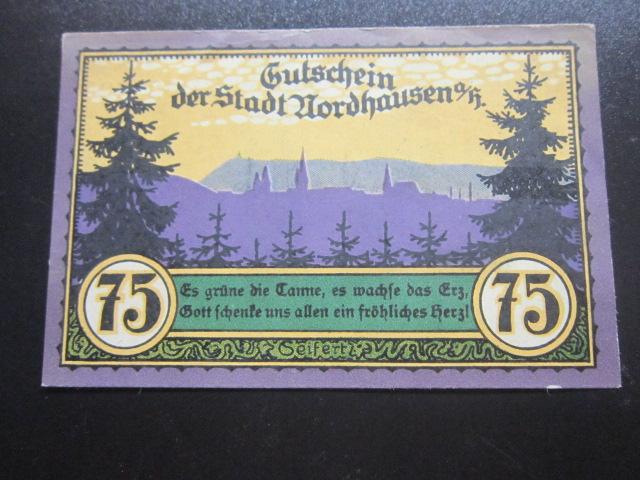 Gutschein
der Stadt Nordhausen a/H.
75
Es grüne die Tanne, es wachse das Erz,
Gott schenke uns allen ein fröhliches Herz!
75
Seifert